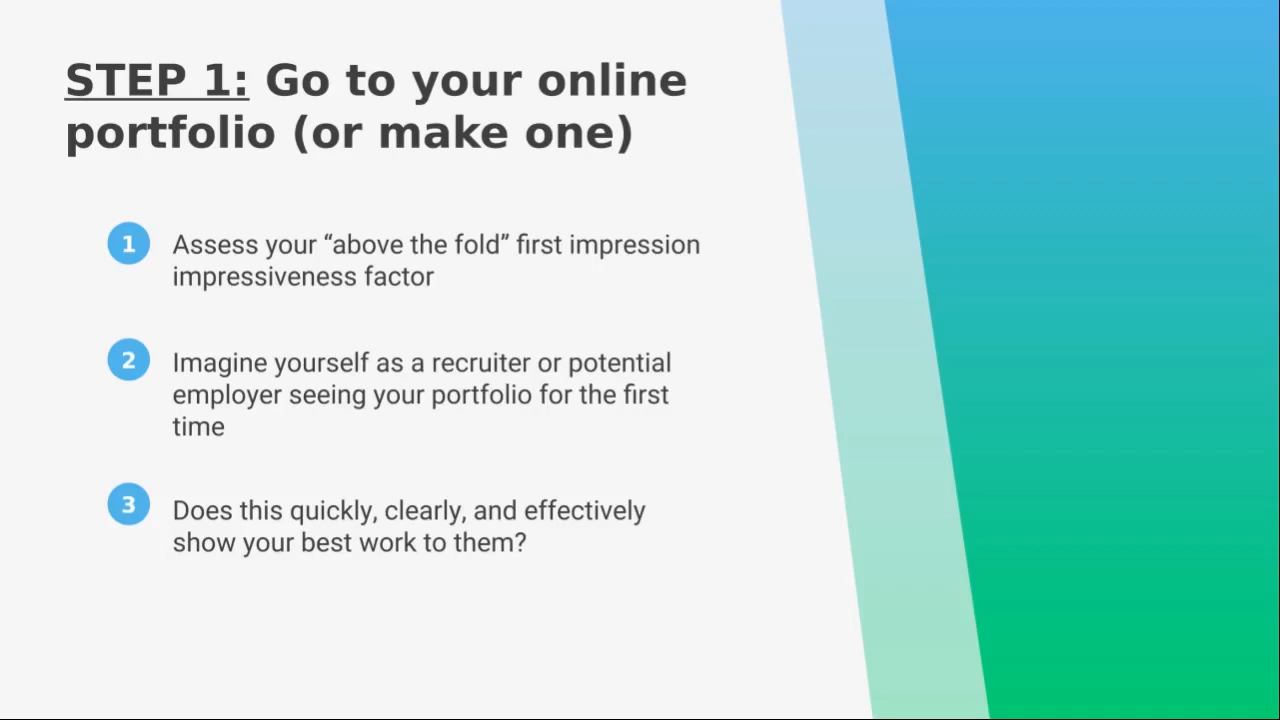 STEP 1: Go to your online
portfolio (or make one)
1 Assess your “above the fold” first impression
impressiveness factor
2 Imagine yourself as a recruiter or potential
employer seeing your portfolio for the first
time
3 Does this quickly, clearly, and effectively
show your best work to them?